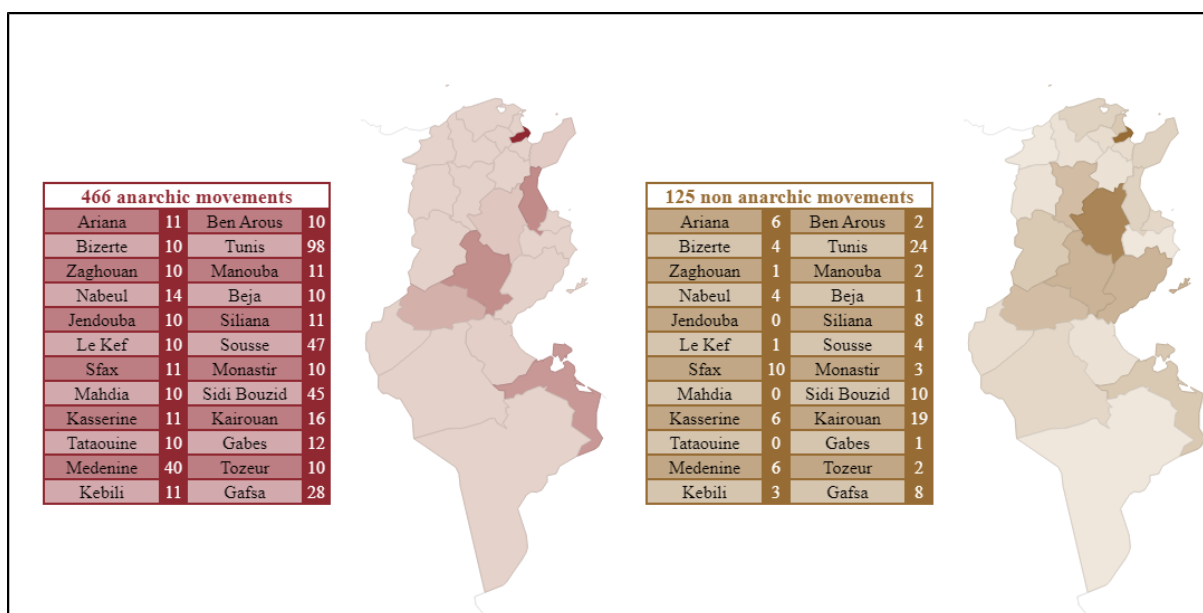 466 anarchic movements
Ariana 11 Ben Arous 10
Bizerte 10 Tunis 98
Zaghouan 10 Manouba 11
Nabeul 14 Beja 10
Jendouba 10 Siliana 11
Le Kef 10 Sousse 47
Sfax 11 Monastir 10
Mahdia 10 Sidi Bouzid 45
Kasserine 11 Kairouan 16
Tataouine 10 Gabes 12
Medenine 40 Tozeur 10
Kebili 11 Gafsa 28
125 non anarchic movements
Ariana 6 Ben Arous 2
Bizerte 4 Tunis 24
Zaghouan 1 Manouba 2
Nabeul 4 Beja 1
Jendouba 0 Siliana 8
Le Kef 1 Sousse 4
Sfax 10 Monastir 3
Mahdia 0 Sidi Bouzid 10
Kasserine 6 Kairouan 19
Tataouine 0 Gabes 1
Medenine 6 Tozeur 2
Kebili 3 Gafsa 8